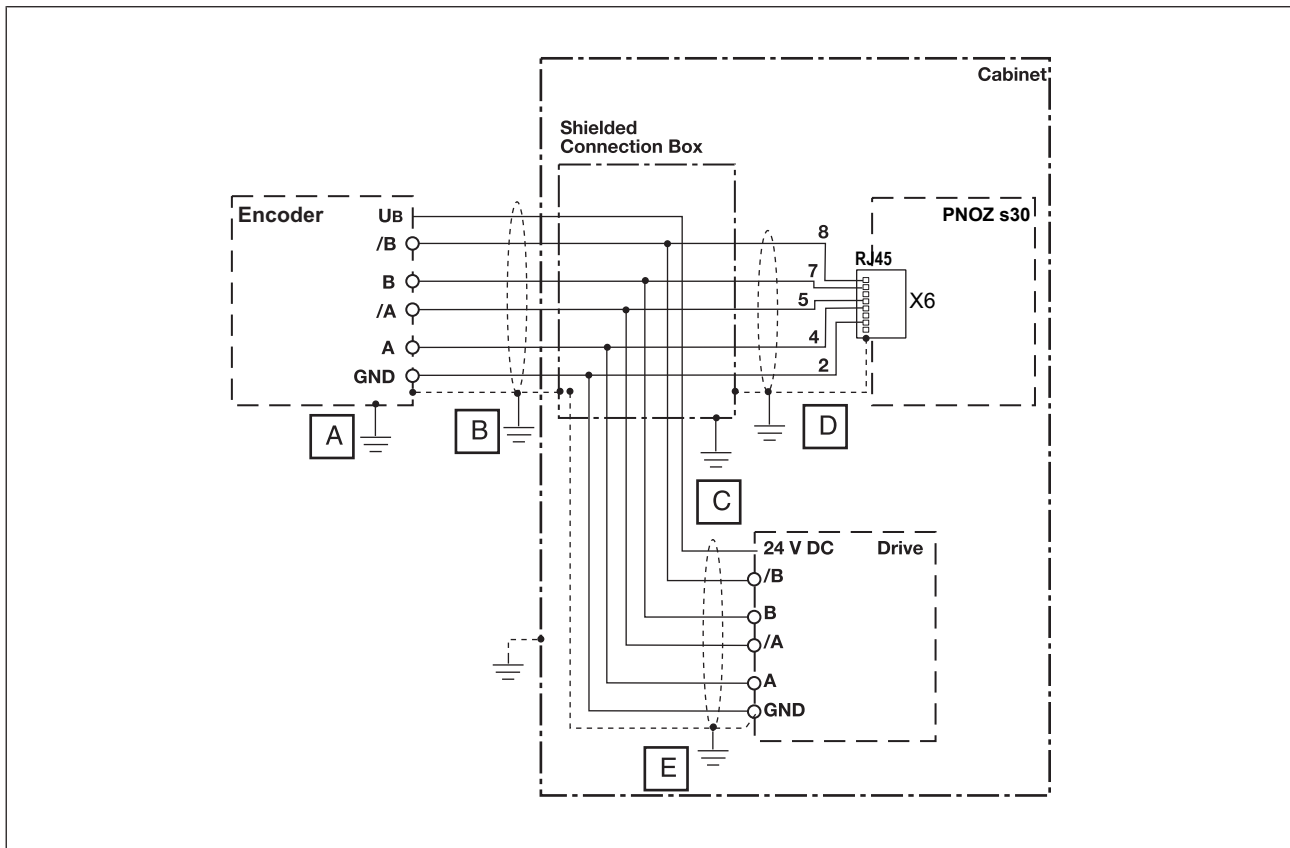 Cabinet
Shielded
Connection Box
Encoder
UB
/B
B
/A
A
GND
8
7
5
4
2
RJ45
X6
PNOZ s30
A
B
C
D
24 V DC
Drive
/B
B
/A
A
GND
E